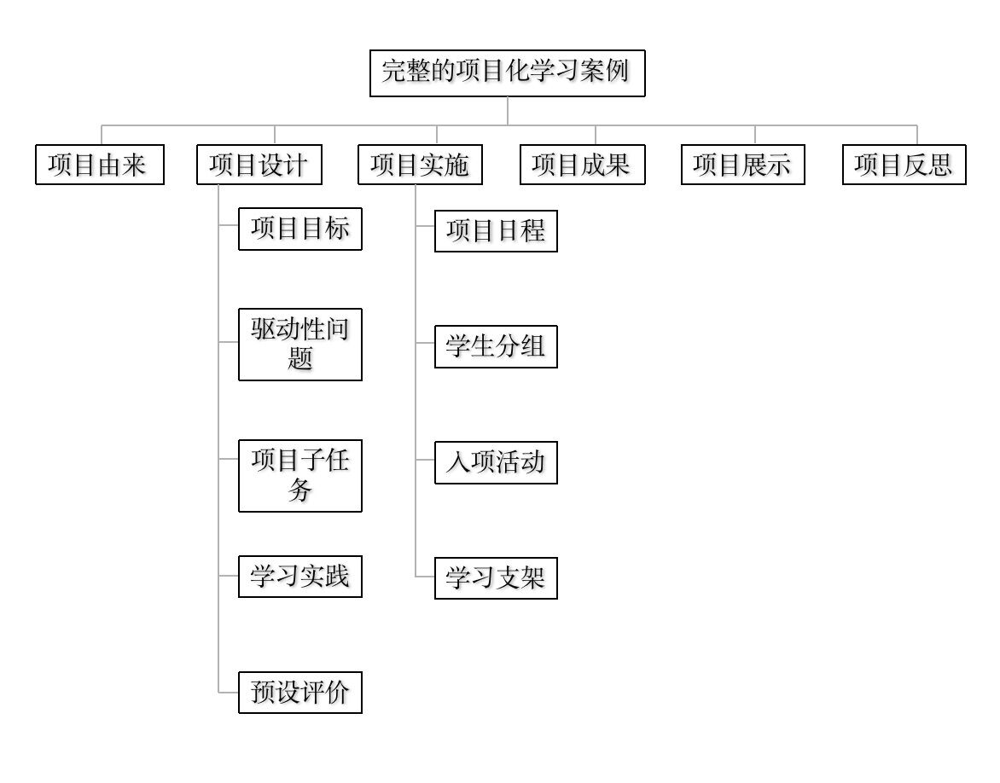 完整的项目化学习案例
项目由来
项目设计
项目实施
项目成果
项目展示
项目反思
项目目标
驱动性问
题
项目子任
务
学习实践
预设评价
项目日程
学生分组
入项活动
学习支架